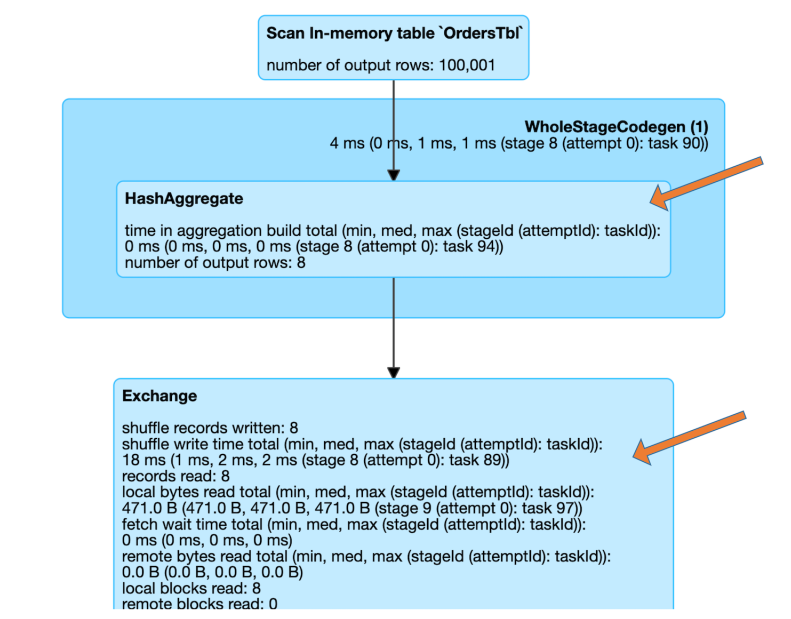 Scan In-memory table `OrdersTbl`
number of output rows: 100,001
WholeStageCodegen (1)
4 ms (0 ms, 1 ms, 1 ms (stage 8 (attempt 0): task 90))
HashAggregate
time in aggregation build total (min, med, max (stageId (attemptId): taskId)):
0 ms (0 ms, 0 ms, 0 ms (stage 8 (attempt 0): task 94))
number of output rows: 8
Exchange
shuffle records written: 8
shuffle write time total (min, med, max (stageId (attemptId): taskId)):
18 ms (1 ms, 2 ms, 2 ms (stage 8 (attempt 0): task 89))
records read: 8
local bytes read total (min, med, max (stageId (attemptId): taskId)):
471.0 B (471.0 B, 471.0 B, 471.0 B (stage 9 (attempt 0): task 97))
fetch wait time total (min, med, max (stageId (attemptId): taskId)):
0 ms (0 ms, 0 ms, 0 ms)
remote bytes read total (min, med, max (stageId (attemptId): taskId)):
0.0 B (0.0 B, 0.0 B, 0.0 B)
local blocks read: 8
remote blocks read: 0